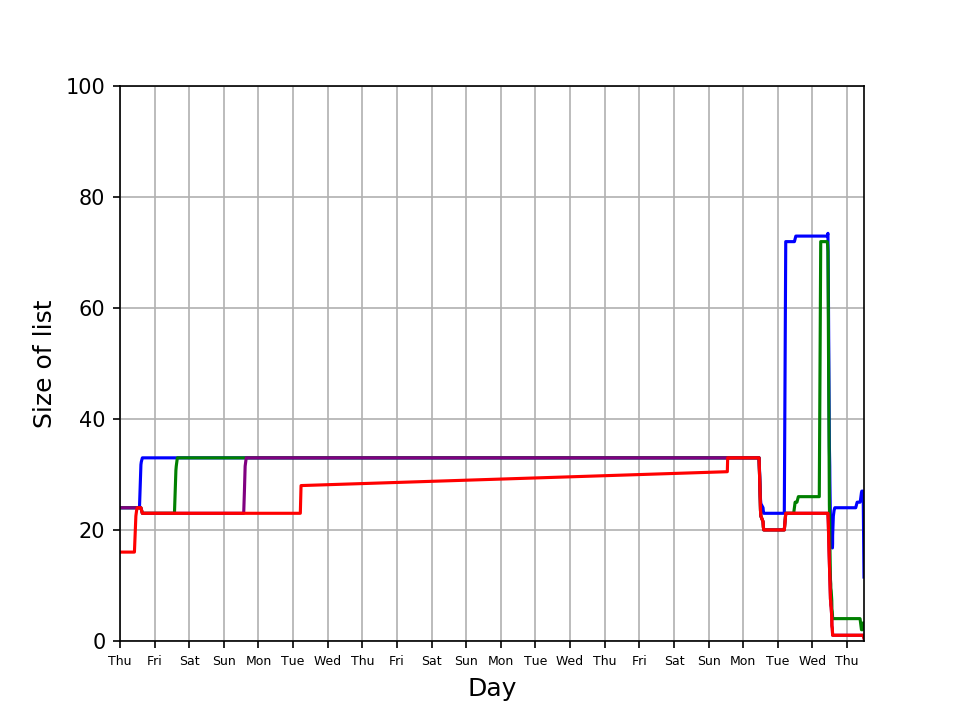 100
80
60
40
20
0
Size of list
Thu Fri Sat Sun Mon Tue Wed Thu Fri Sat Sun Mon Tue Wed Thu Fri Sat Sun Mon Tue Wed Thu
Day